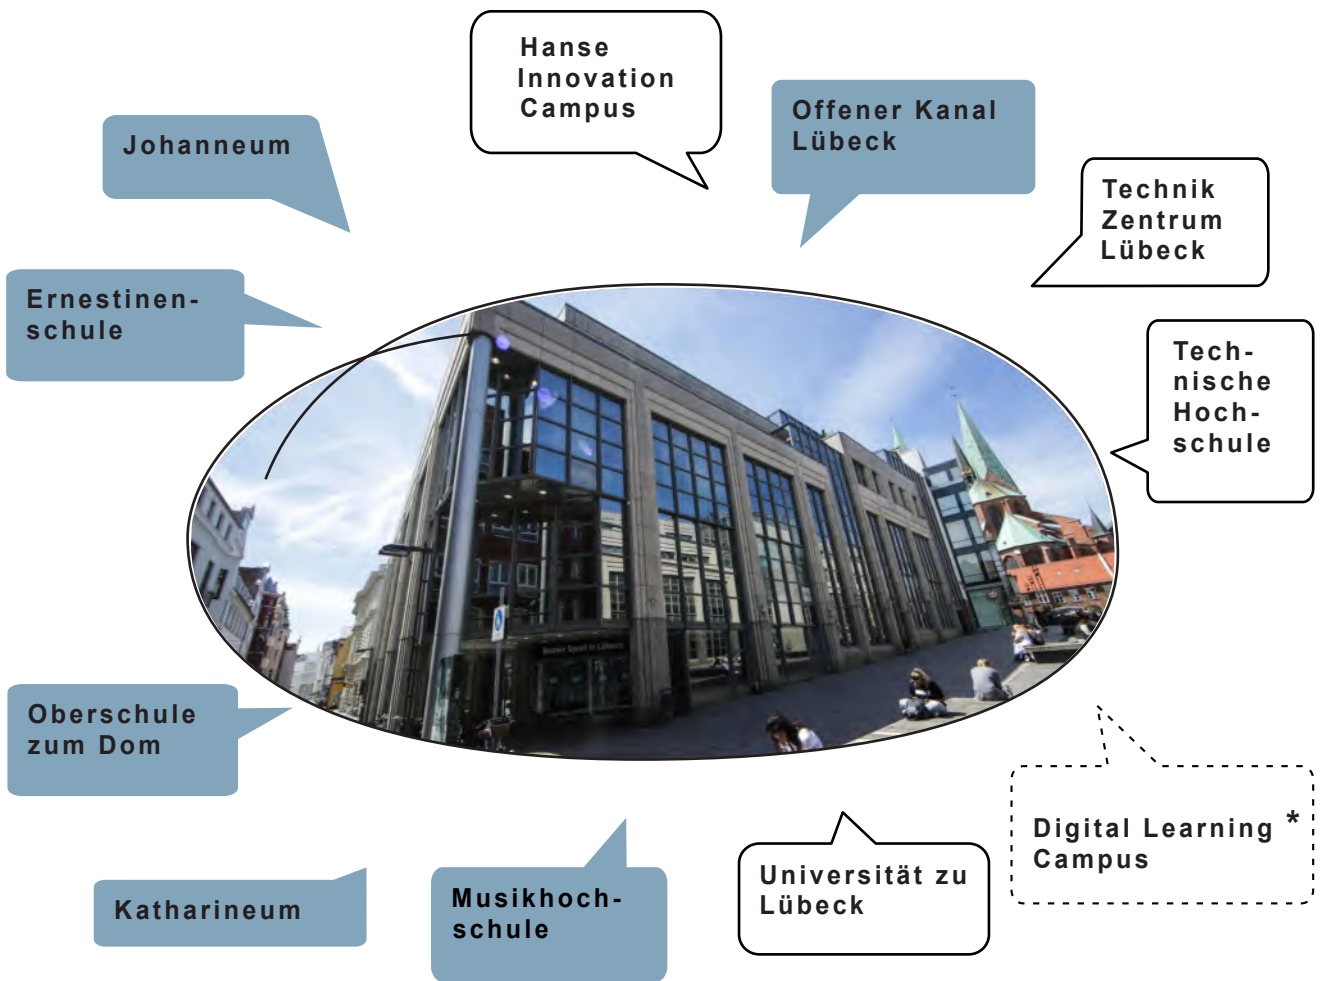 Hanse
Innovation
Campus
Offener Kanal
Lübeck
Johanneum
Technik
Zentrum
Lübeck
Ernestinen-
schule
Tech-
nische
Hoch-
schule
Oberschule
zum Dom
Digital Learning *
Campus
Universität zu
Lübeck
Katharineum
Musikhoch-
schule